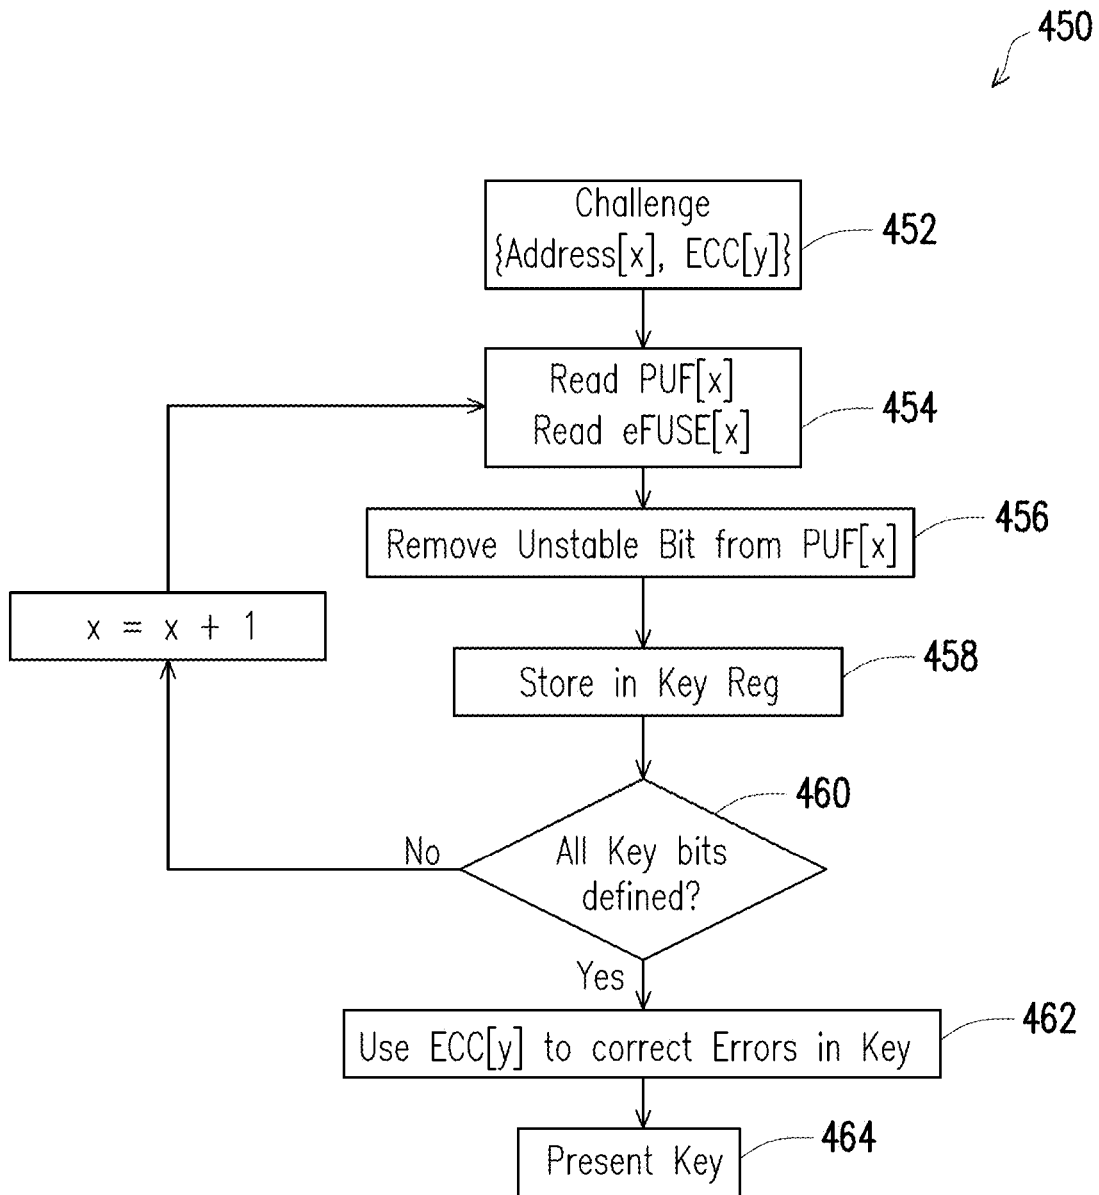 450
Challenge
{Address[x], ECC[y]}
452
Read PUF[x]
Read eFUSE[x]
454
Remove Unstable Bit from PUF[x]
456
x = x + 1
Store in Key Reg
458
460
No
All Key bits
defined?
Yes
Use ECC[y] to correct Errors in Key
462
Present Key
464